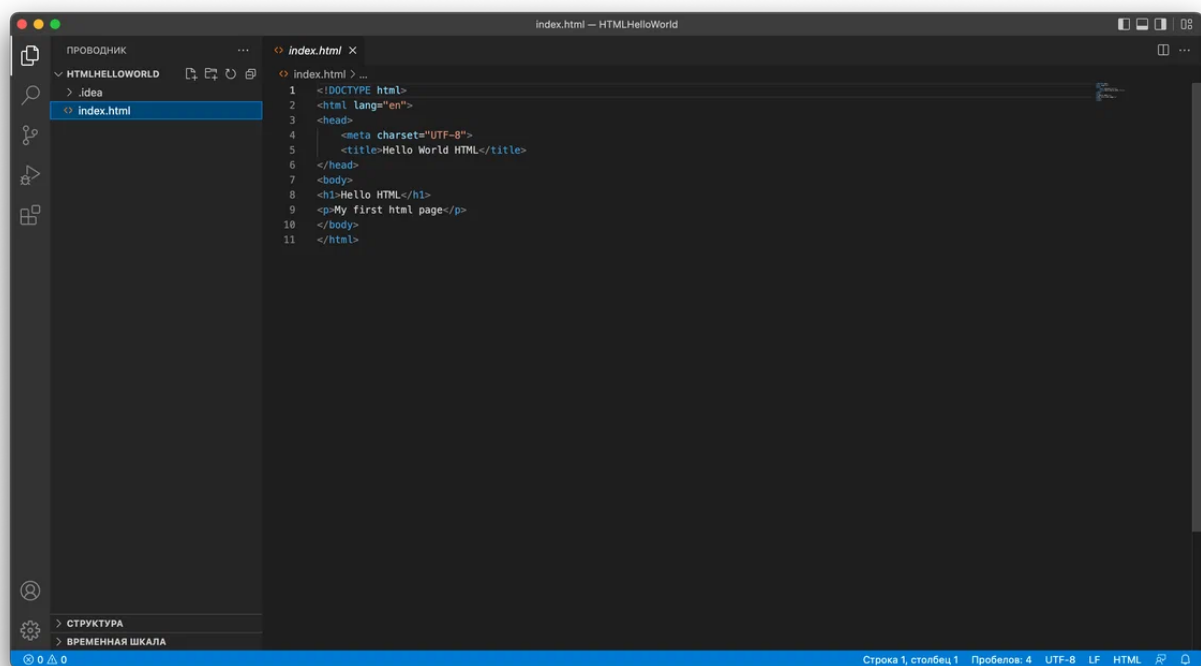 index.html — HTMLHelloWorld
ПРОВОДНИК
HTMLHELLOWORLD
.idea
index.html
index.html
index.html > ...
1 <!DOCTYPE html>
2 <html lang="en">
3 <head>
4     <meta charset="UTF-8">
5     <title>Hello World HTML</title>
6 </head>
7 <body>
8 <h1>Hello HTML</h1>
9 <p>My first html page</p>
10 </body>
11 </html>
СТРУКТУРА
ВРЕМЕННАЯ ШКАЛА
0 0
Строка 1, столбец 1 Пробелов: 4 UTF-8 LF HTML